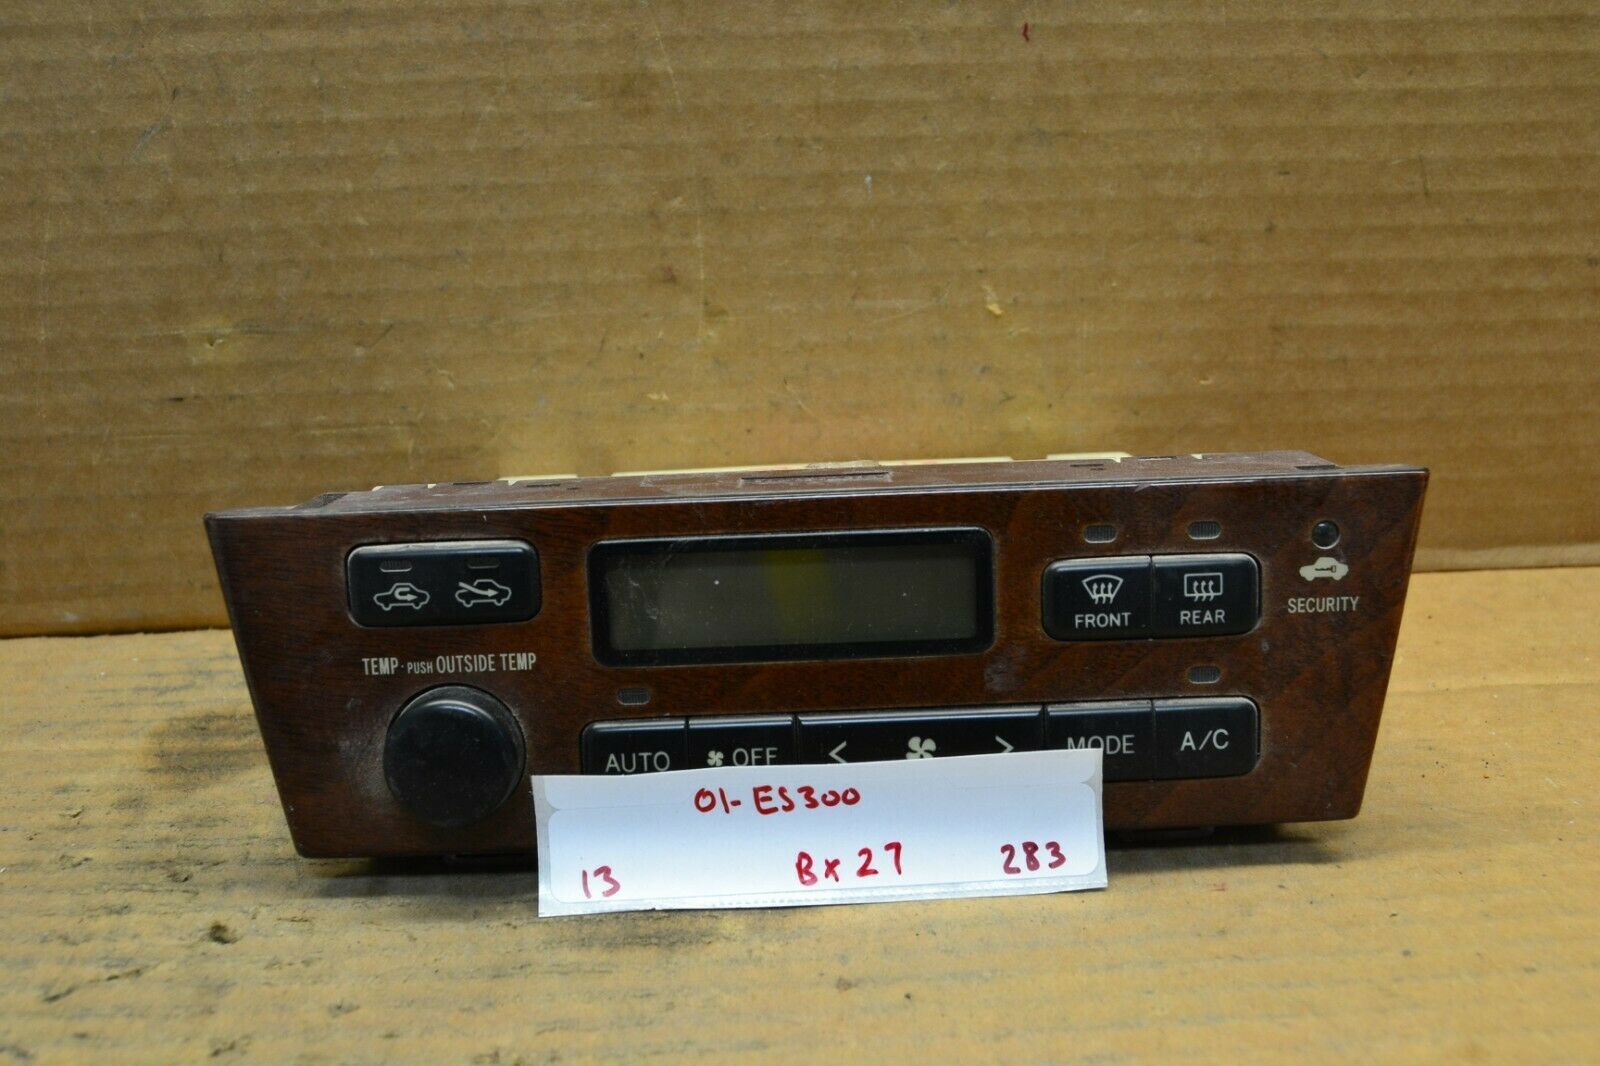 FRONT
REAR
SECURITY
TEMP · PUSH OUTSIDE TEMP
AUTO
OFF
<
>
MODE
A/C
01-ES300
13 Bx27 283